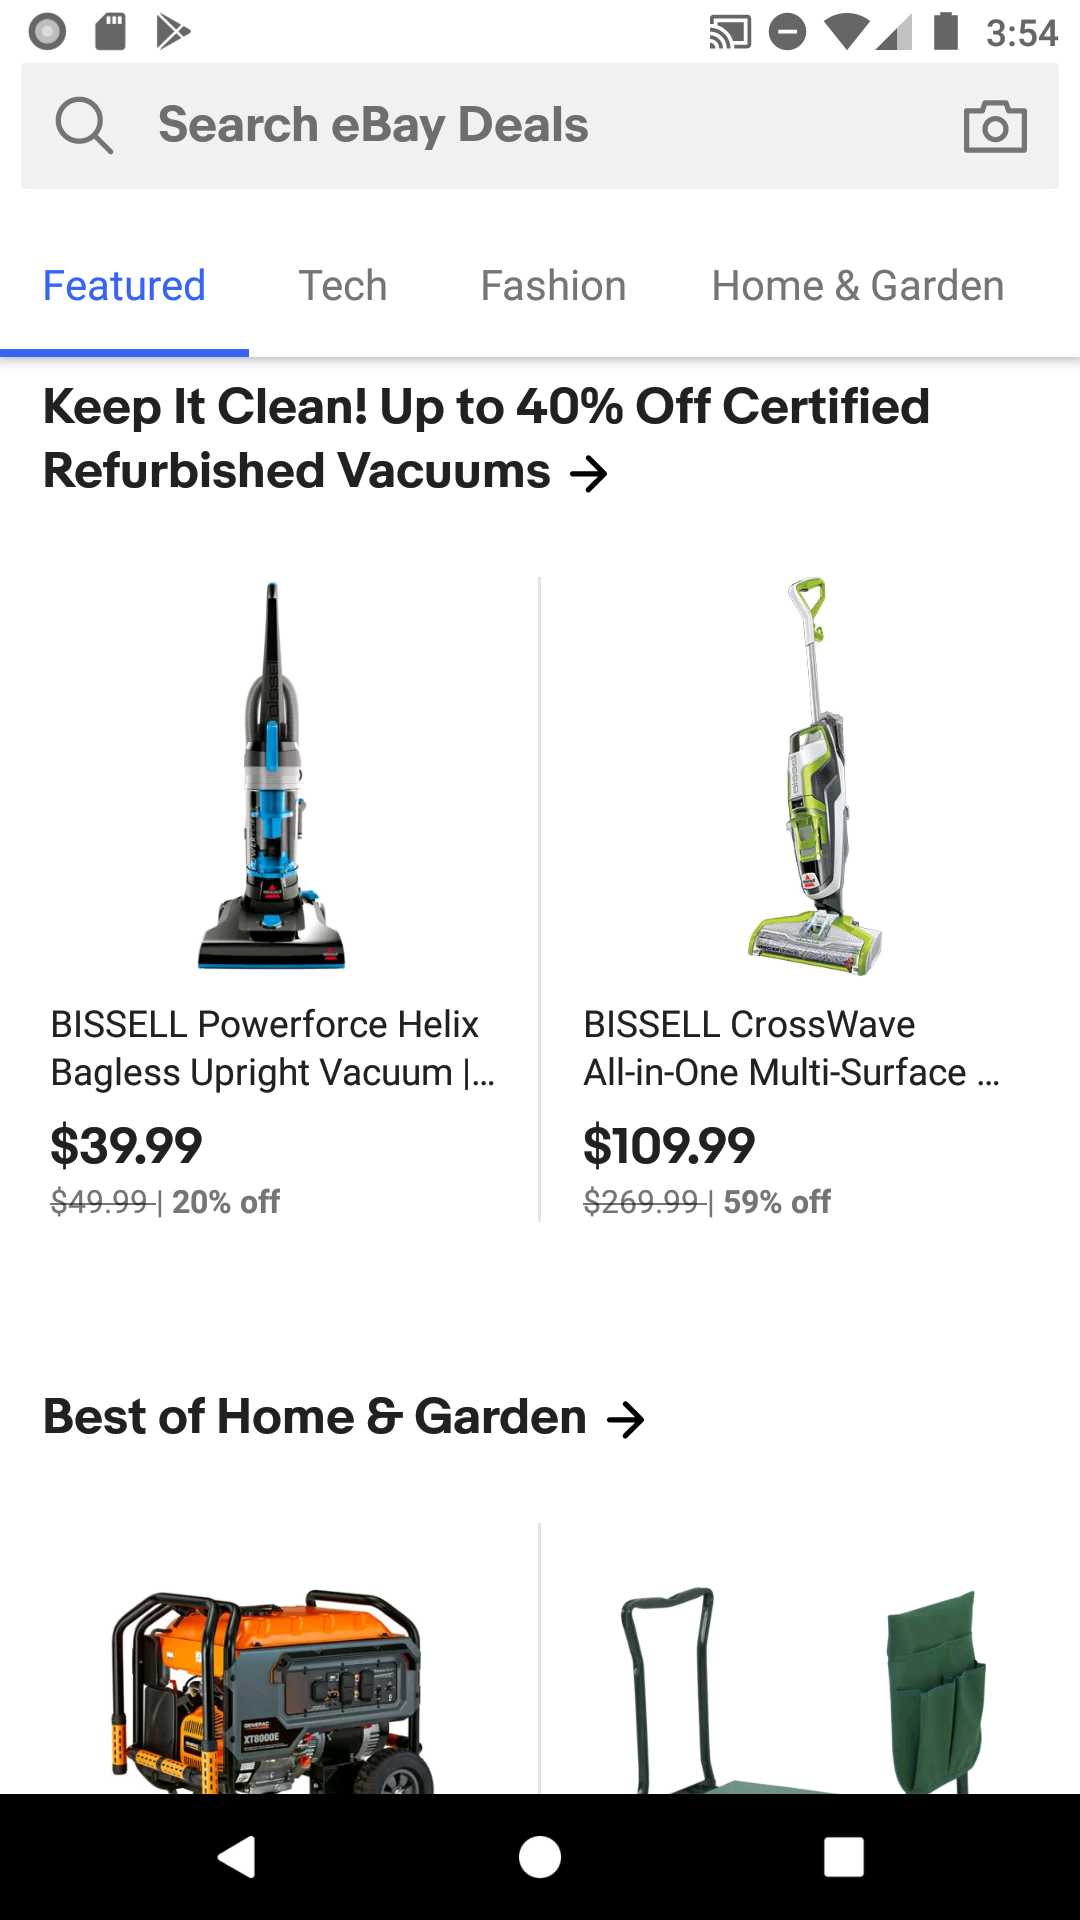 3:54
Search eBay Deals
Featured
Tech
Fashion
Home & Garden
Keep It Clean! Up to 40% Off Certified
Refurbished Vacuums →
BISSELL Powerforce Helix
Bagless Upright Vacuum |...
$39.99
$49.99 | 20% off
BISSELL CrossWave
All-in-One Multi-Surface ...
$109.99
$269.99 | 59% off
Best of Home & Garden →
GENERAC
XT8000E